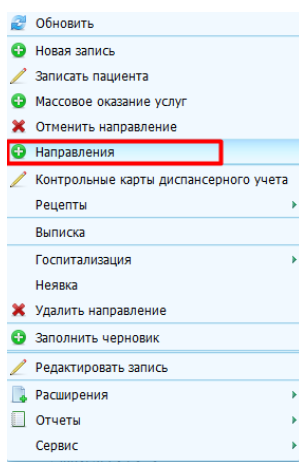 Обновить
Новая запись
Записать пациента
Массовое оказание услуг
Отменить направление
Направления
Контрольные карты диспансерного учета
Рецепты
Выписка
Госпитализация
Неявка
Удалить направление
Заполнить черновик
Редактировать запись
Расширения
Отчеты
Сервис